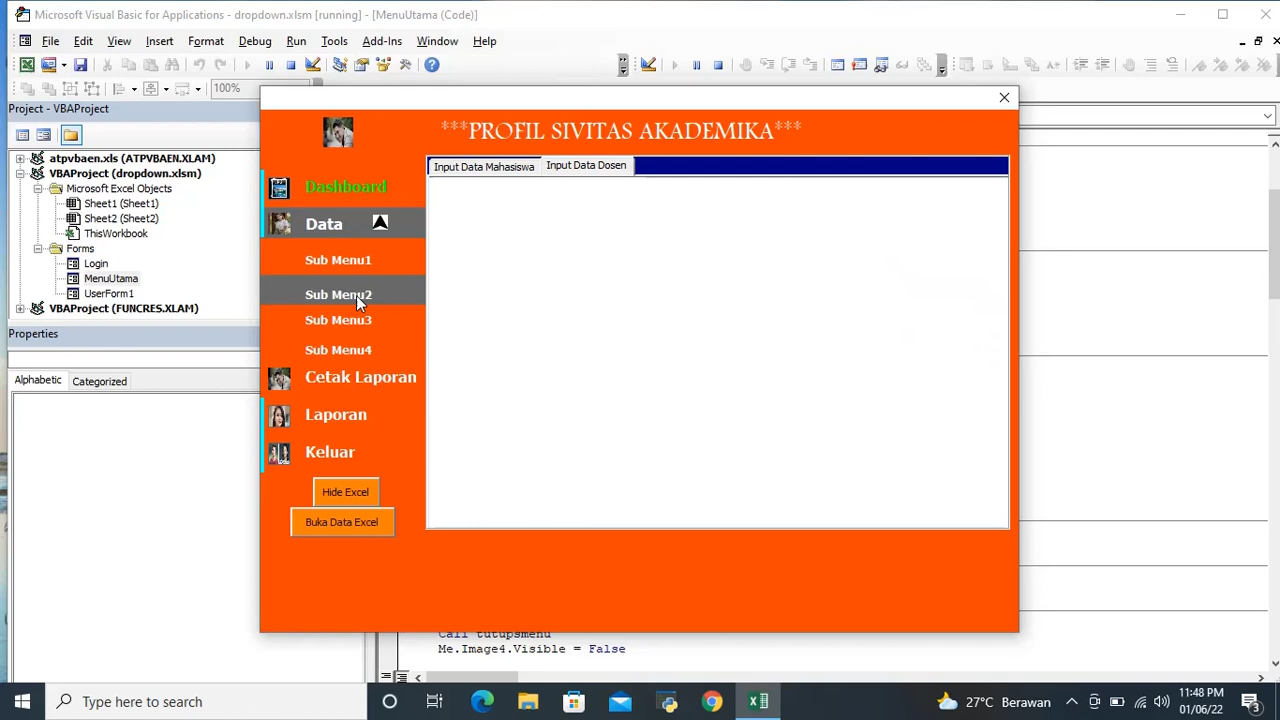 Microsoft Visual Basic for Applications - dropdown.xlsm [running] - [MenuUtama (Code)]
File Edit View Insert Format Debug Run Tools Add-Ins Window Help
100%
Project - VBAProject
atpvbaen.xls (ATPVBAEN.XLAM)
VBAProject (dropdown.xlsm)
Microsoft Excel Objects
Sheet1 (Sheet1)
Sheet2 (Sheet2)
ThisWorkbook
Forms
Login
MenuUtama
UserForm1
VBAProject (FUNCRES.XLAM)
Properties
Alphabetic Categorized
***PROFIL SIVITAS AKADEMIKA***
Input Data Mahasiswa Input Data Dosen
Dashboard
Data
Sub Menu1
Sub Menu2
Sub Menu3
Sub Menu4
Cetak Laporan
Laporan
Keluar
Hide Excel
Buka Data Excel
Call tutupsmenu
Me.Image4.Visible = False
Type here to search
27°C Berawan
11:48 PM
01/06/22
3